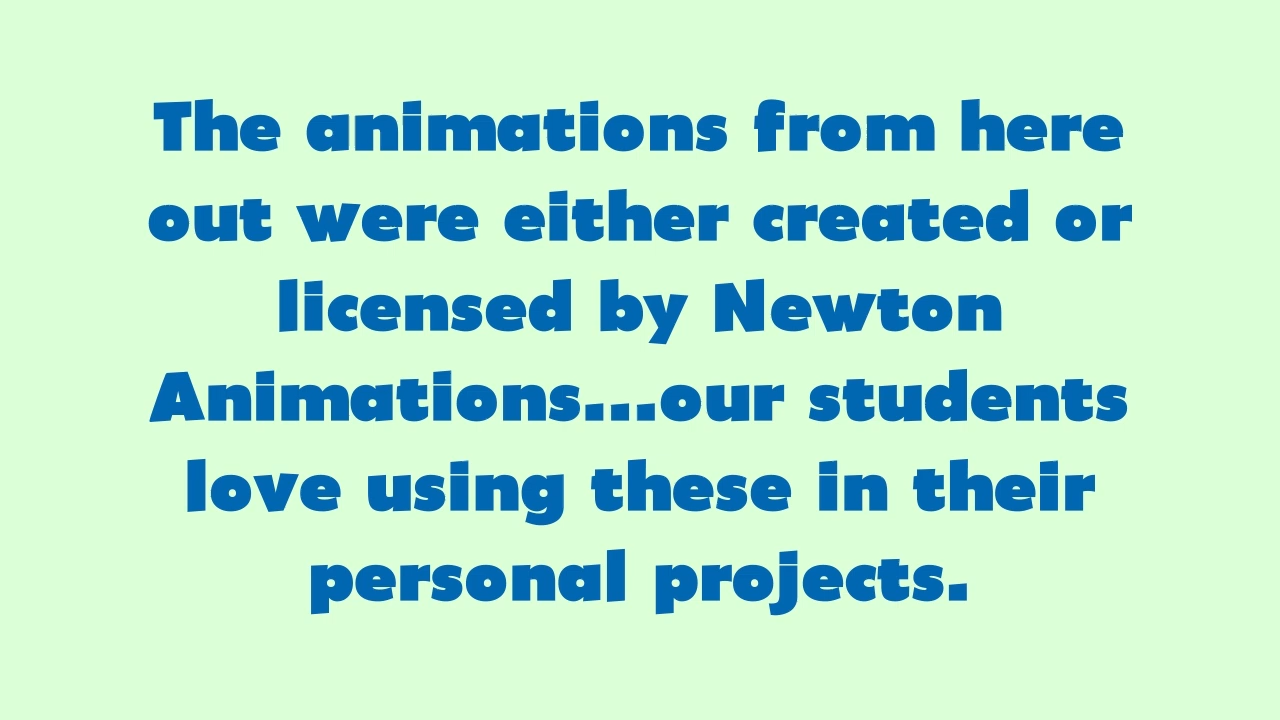 The animations from here
out were either created or
licensed by Newton
Animations...our students
love using these in their
personal projects.